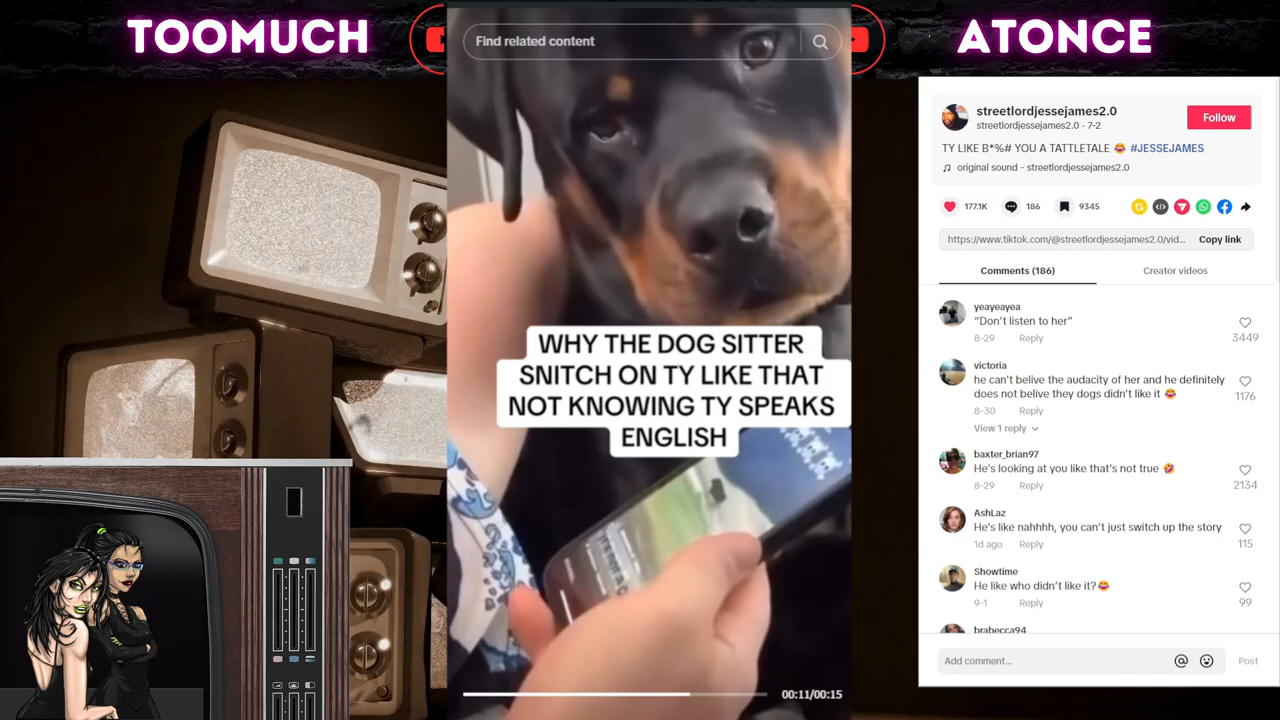 TOOMUCH
ATONCE
Find related content
WHY THE DOG SITTER
SNITCH ON TY LIKE THAT
NOT KNOWING TY SPEAKS
ENGLISH
00:11/00:15
streetlordjessejames2.0
streetlordjessejames2.0 · 7-2
Follow
TY LIKE B*%# YOU A TATTLETALE 😂 #JESSEJAMES
original sound - streetlordjessejames2.0
177.1K
186
9345
https://www.tiktok.com/@streetlordjessejames2.0/vid...
Copy link
Comments (186)
Creator videos
yeayeayea
“Don’t listen to her”
8-29 Reply
3449
victoria
he can't belive the audacity of her and he definitely
does not belive they dogs didn't like it 😂
8-30 Reply
1176
View 1 reply
baxter_brian97
He's looking at you like that's not true 🤣
8-29 Reply
2134
AshLaz
He's like nahhhh, you can't just switch up the story
1d ago Reply
115
Showtime
He like who didn't like it?😂
9-1 Reply
99
brabecca94
Add comment...
Post